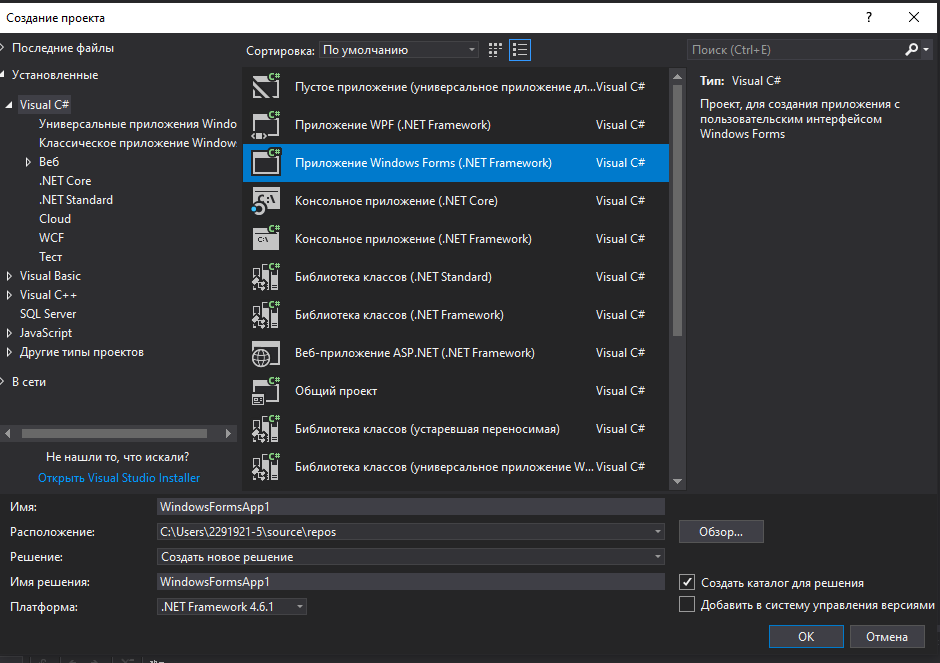 Создание проекта
?
Последние файлы
Установленные
Visual C#
Универсальные приложения Windo
Классическое приложение Window
Веб
.NET Core
.NET Standard
Cloud
WCF
Тест
Visual Basic
Visual C++
SQL Server
JavaScript
Другие типы проектов
В сети
Не нашли то, что искали?
Открыть Visual Studio Installer
Сортировка: По умолчанию
Пустое приложение (универсальное приложение дл... Visual C#
Приложение WPF (.NET Framework) Visual C#
Приложение Windows Forms (.NET Framework) Visual C#
Консольное приложение (.NET Core) Visual C#
Консольное приложение (.NET Framework) Visual C#
Библиотека классов (.NET Standard) Visual C#
Библиотека классов (.NET Framework) Visual C#
Веб-приложение ASP.NET (.NET Framework) Visual C#
Общий проект Visual C#
Библиотека классов (устаревшая переносимая) Visual C#
Библиотека классов (универсальное приложение W... Visual C#
Поиск (Ctrl+E)
Тип: Visual C#
Проект, для создания приложения с
пользовательским интерфейсом
Windows Forms
Имя: WindowsFormsApp1
Расположение: C:\Users\2291921-5\source\repos
Обзор...
Решение: Создать новое решение
Имя решения: WindowsFormsApp1
Создать каталог для решения
Платформа: .NET Framework 4.6.1
Добавить в систему управления версиями
ОК
Отмена